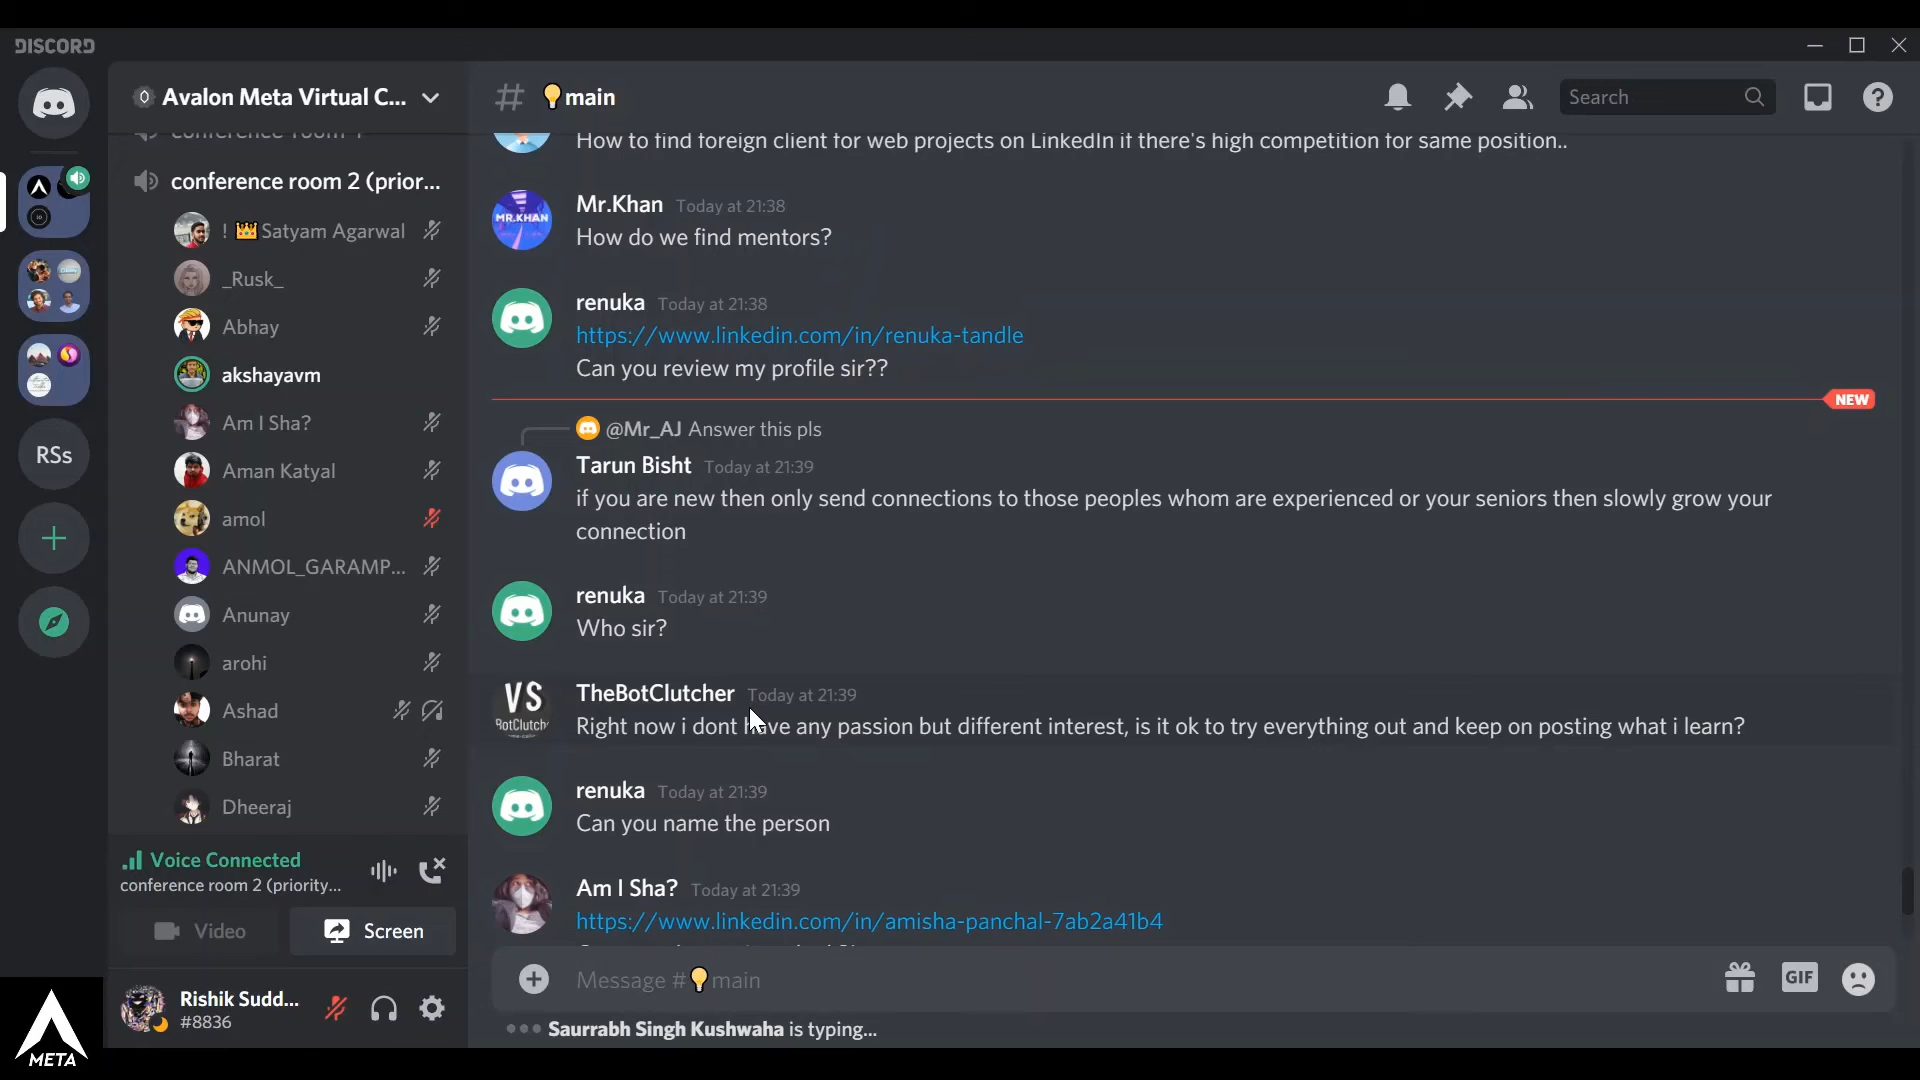 DISCORD
Avalon Meta Virtual C...
conference room 2 (prior...
! 👑Satyam Agarwal
_Rusk_
Abhay
akshayavm
Am I Sha?
Aman Katyal
amol
ANMOL_GARAMP...
Anunay
arohi
Ashad
Bharat
Dheeraj
Voice Connected
conference room 2 (priority...
Video
Screen
Rishik Sudd...
#8836
META
RSs
# 💡main
Search
How to find foreign client for web projects on LinkedIn if there's high competition for same position..
MR.KHAN
Mr.Khan Today at 21:38
How do we find mentors?
renuka Today at 21:38
https://www.linkedin.com/in/renuka-tandle
Can you review my profile sir??
NEW
@Mr_AJ Answer this pls
Tarun Bisht Today at 21:39
if you are new then only send connections to those peoples whom are experienced or your seniors then slowly grow your
connection
renuka Today at 21:39
Who sir?
VS
TheBotClutcher Today at 21:39
Right now i dont have any passion but different interest, is it ok to try everything out and keep on posting what i learn?
renuka Today at 21:39
Can you name the person
Am I Sha? Today at 21:39
https://www.linkedin.com/in/amisha-panchal-7ab2a41b4
Message #💡main
GIF
Saurrabh Singh Kushwaha is typing...